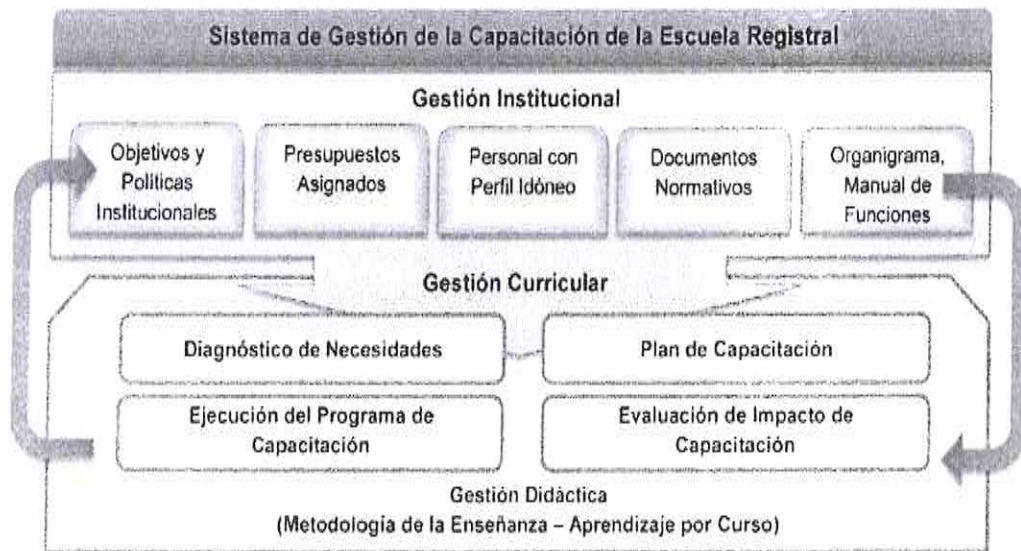 Sistema de Gestión de la Capacitación de la Escuela Registral
Gestión Institucional
Objetivos y
Políticas
Institucionales
Presupuestos
Asignados
Personal con
Perfil Idóneo
Documentos
Normativos
Organigrama,
Manual de
Funciones
Gestión Curricular
Diagnóstico de Necesidades
Plan de Capacitación
Ejecución del Programa de
Capacitación
Evaluación de Impacto de
Capacitación
Gestión Didáctica
(Metodología de la Enseñanza – Aprendizaje por Curso)